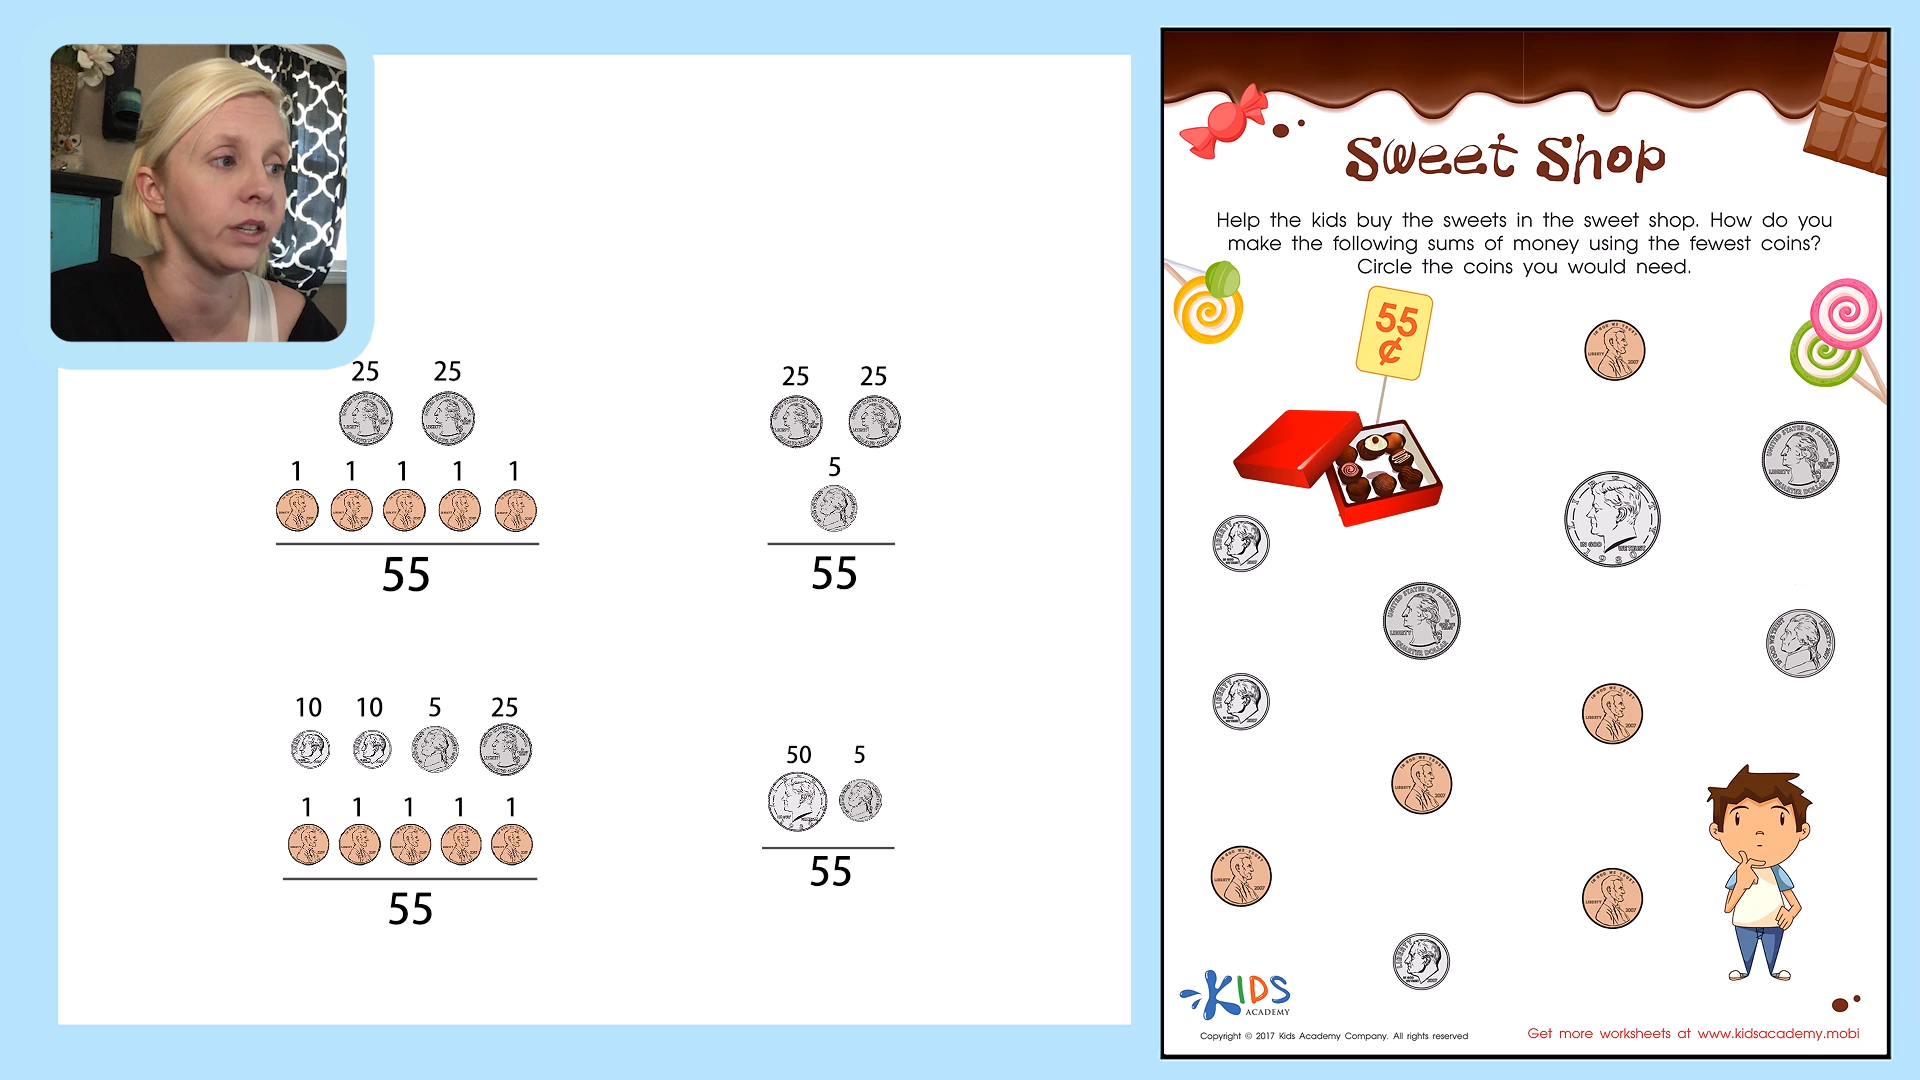 25 25
1 1 1 1 1
55
25 25
5
55
10 10 5 25
1 1 1 1 1
55
50 5
55
Sweet Shop
Help the kids buy the sweets in the sweet shop. How do you
make the following sums of money using the fewest coins?
Circle the coins you would need.
55
¢
KIDS
ACADEMY
Copyright © 2017 Kids Academy Company. All rights reserved
Get more worksheets at www.kidsacademy.mobi